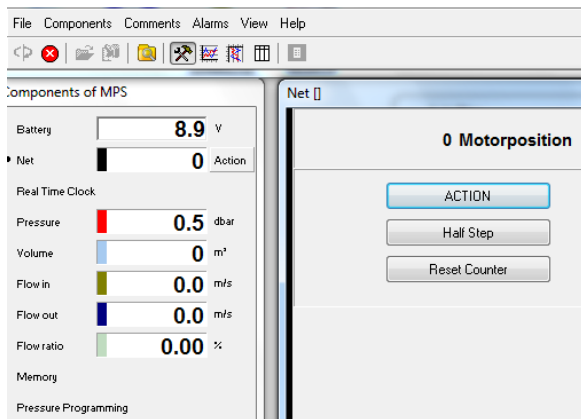 File Components Comments Alarms View Help
Components of MPS
Battery 8.9 V
Net 0 Action
Real Time Clock
Pressure 0.5 dbar
Volume 0 m³
Flow in 0.0 m/s
Flow out 0.0 m/s
Flow ratio 0.00 %
Memory
Pressure Programming
Net []
0 Motorposition
ACTION
Half Step
Reset Counter